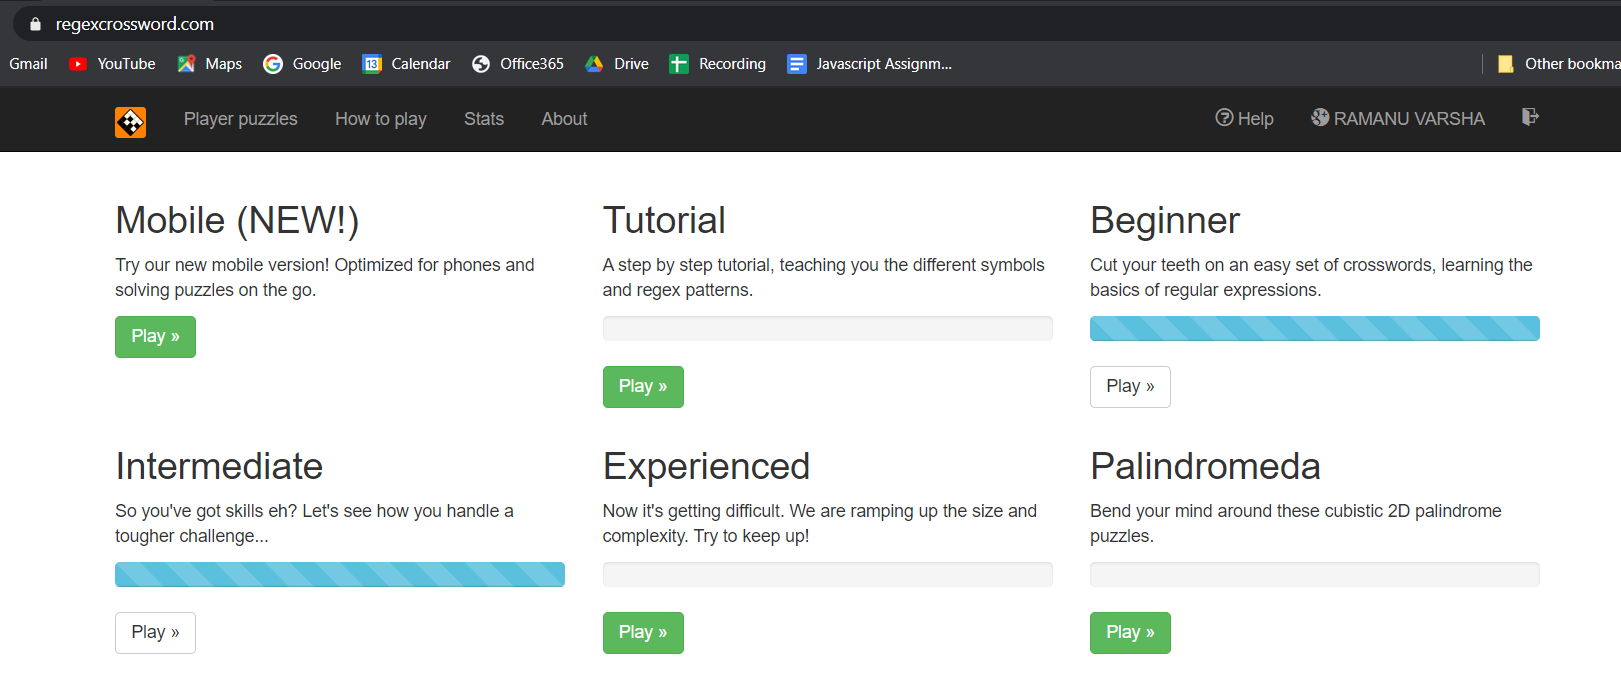 regexcrossword.com
Gmail YouTube Maps Google 13 Calendar Office365 Drive Recording Javascript Assignm... Other bookma
Player puzzles How to play Stats About Help g+ RAMANU VARSHA
Mobile (NEW!)
Try our new mobile version! Optimized for phones and
solving puzzles on the go.
Play »
Tutorial
A step by step tutorial, teaching you the different symbols
and regex patterns.
Play »
Beginner
Cut your teeth on an easy set of crosswords, learning the
basics of regular expressions.
Play »
Intermediate
So you've got skills eh? Let's see how you handle a
tougher challenge...
Play »
Experienced
Now it's getting difficult. We are ramping up the size and
complexity. Try to keep up!
Play »
Palindromeda
Bend your mind around these cubistic 2D palindrome
puzzles.
Play »